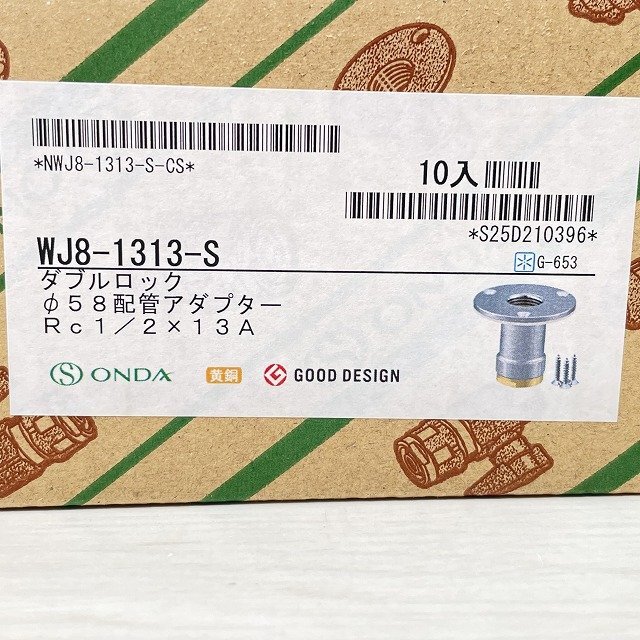 *NWJ8-1313-S-CS*
10入
*S25D210396*
WJ8-1313-S
G-653
ダブルロック
φ58配管アダプター
Rc1/2×13A
ONDA 黄銅 GOOD DESIGN